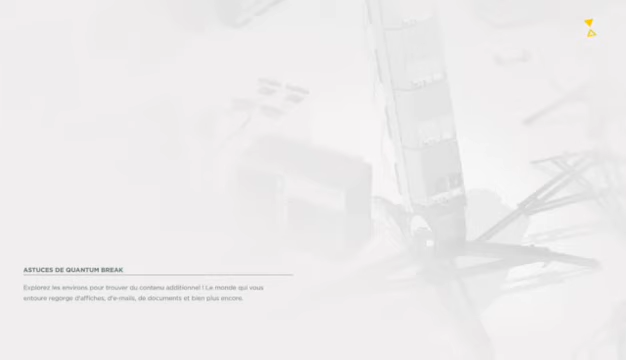 ASTUCES DE QUANTUM BREAK
Explorez les environs pour trouver du contenu additionnel ! Le monde qui vous
entoure regorge d'affiches, d'e-mails, de documents et bien plus encore.